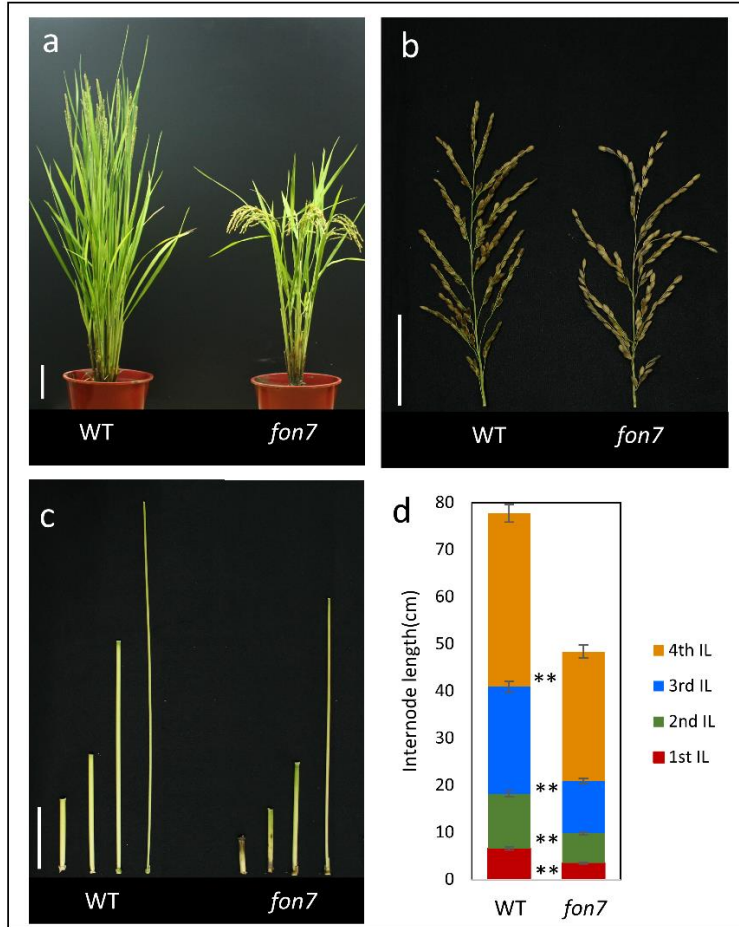 a
WT
fon7
b
WT
fon7
c
WT
fon7
d
Internode length(cm)
80
70
60
50
40
30
20
10
0
**
**
**
**
WT
fon7
4th IL
3rd IL
2nd IL
1st IL